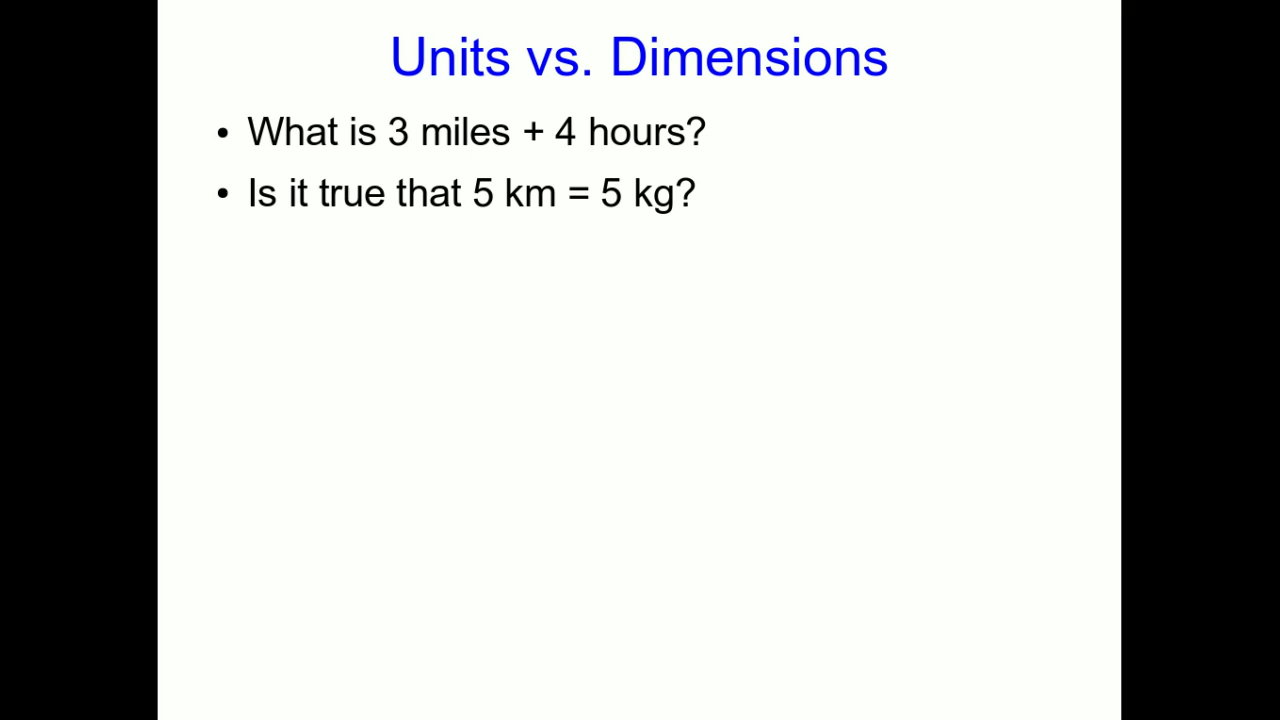 Units vs. Dimensions
• What is 3 miles + 4 hours?
• Is it true that 5 km = 5 kg?